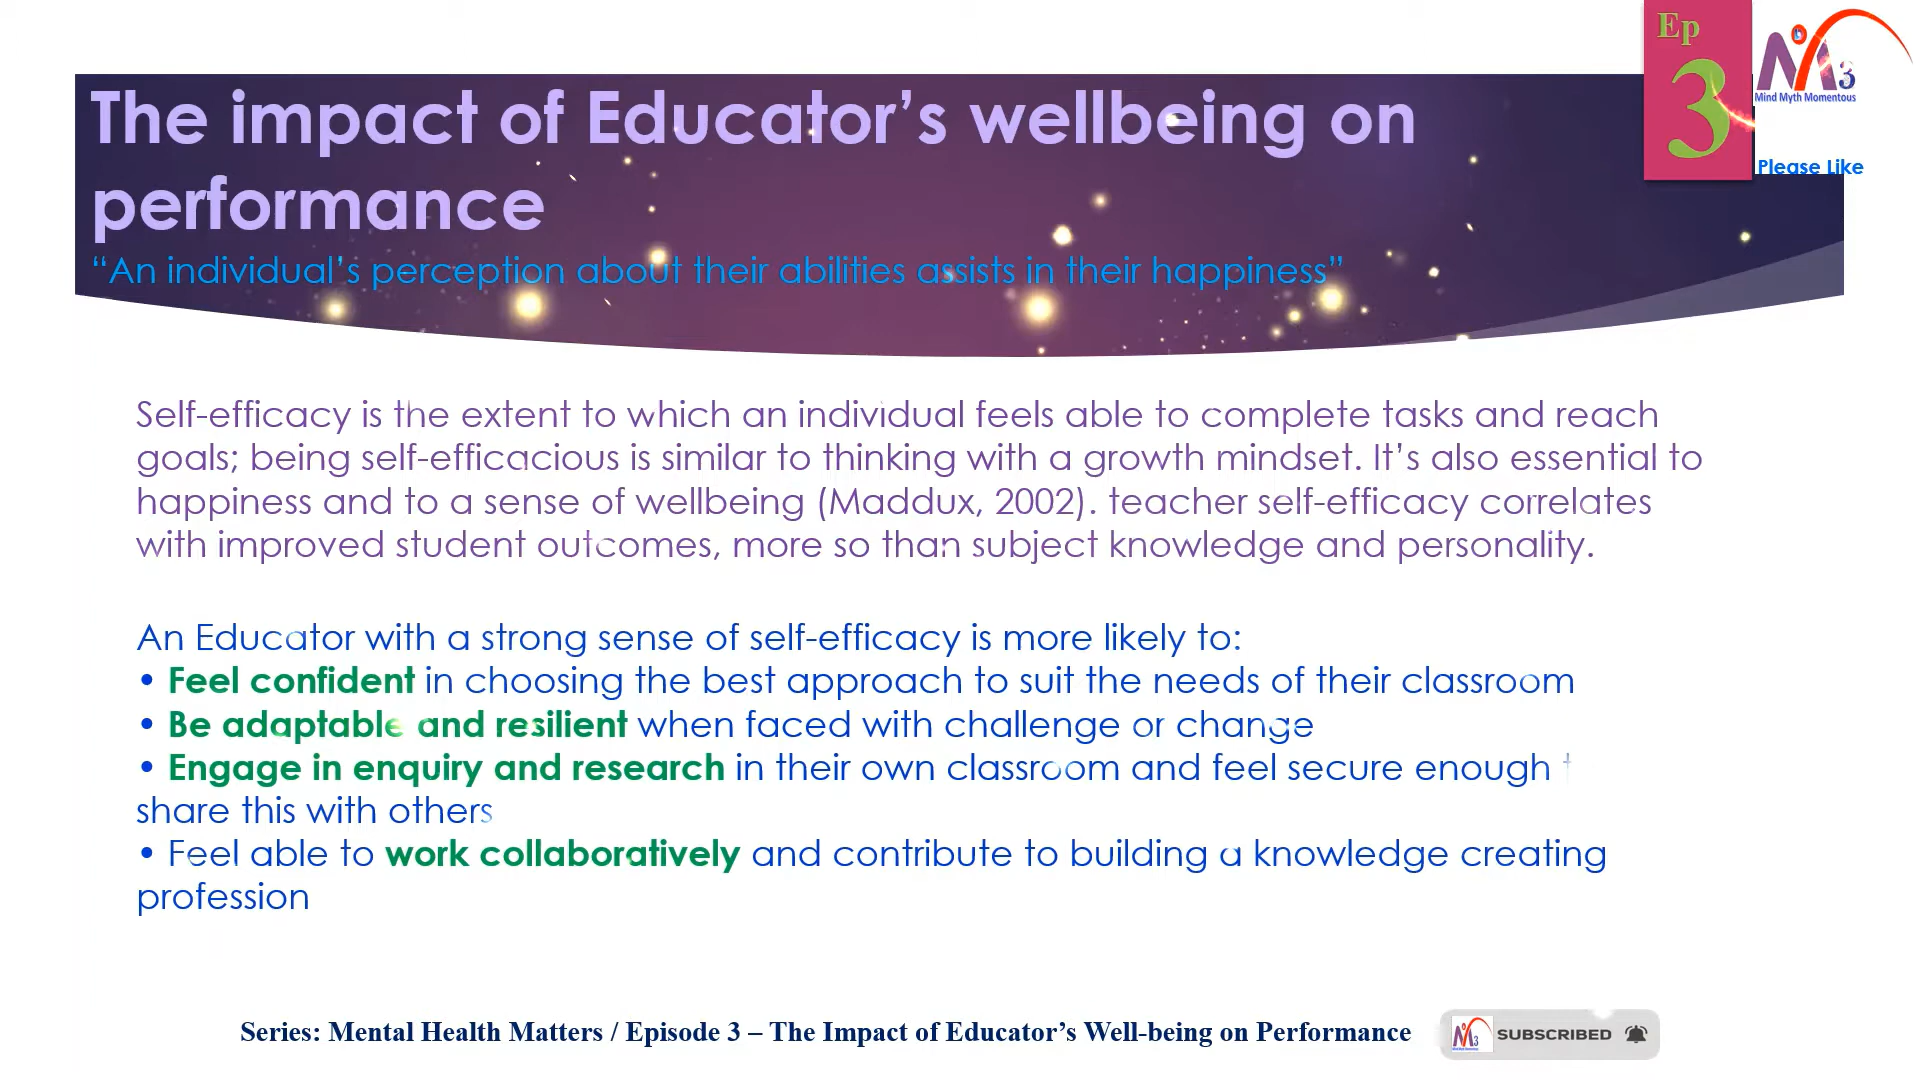 Ep
3
M3
Mind Myth Momentous
Please Like
The impact of Educator’s wellbeing on
performance
“An individual’s perception about their abilities assists in their happiness”
Self-efficacy is the extent to which an individual feels able to complete tasks and reach
goals; being self-efficacious is similar to thinking with a growth mindset. It’s also essential to
happiness and to a sense of wellbeing (Maddux, 2002). teacher self-efficacy correlates
with improved student outcomes, more so than subject knowledge and personality.
An Educator with a strong sense of self-efficacy is more likely to:
• Feel confident in choosing the best approach to suit the needs of their classroom
• Be adaptable and resilient when faced with challenge or change
• Engage in enquiry and research in their own classroom and feel secure enough
share this with others
• Feel able to work collaboratively and contribute to building a knowledge creating
profession
Series: Mental Health Matters / Episode 3 – The Impact of Educator’s Well-being on Performance
SUBSCRIBED